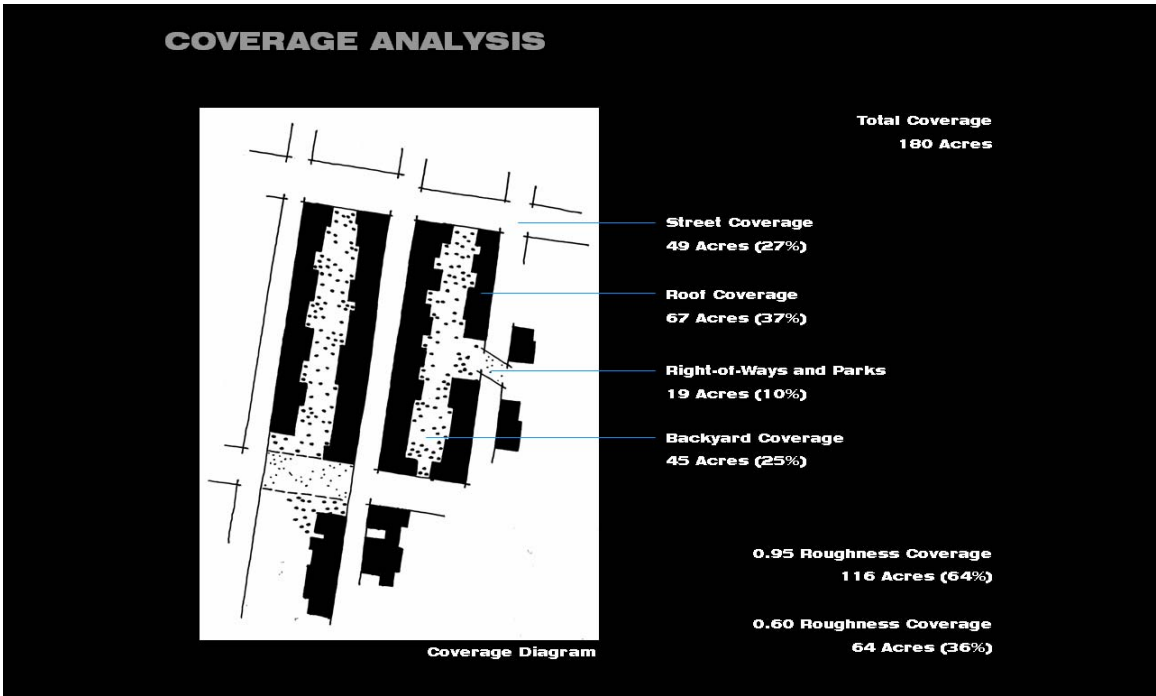 COVERAGE ANALYSIS
Total Coverage
180 Acres
Street Coverage
49 Acres (27%)
Roof Coverage
67 Acres (37%)
Right-of-Ways and Parks
19 Acres (10%)
Backyard Coverage
45 Acres (25%)
0.95 Roughness Coverage
116 Acres (64%)
0.60 Roughness Coverage
64 Acres (36%)
Coverage Diagram